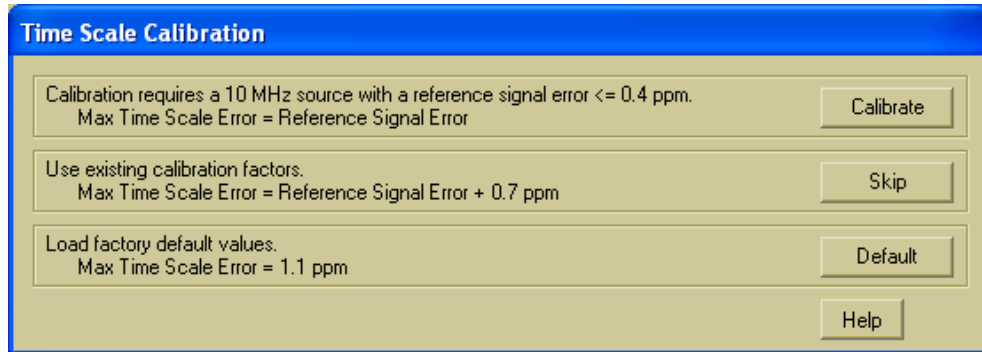 Time Scale Calibration
Calibration requires a 10 MHz source with a reference signal error <= 0.4 ppm.
Max Time Scale Error = Reference Signal Error
Calibrate
Use existing calibration factors.
Max Time Scale Error = Reference Signal Error + 0.7 ppm
Skip
Load factory default values.
Max Time Scale Error = 1.1 ppm
Default
Help